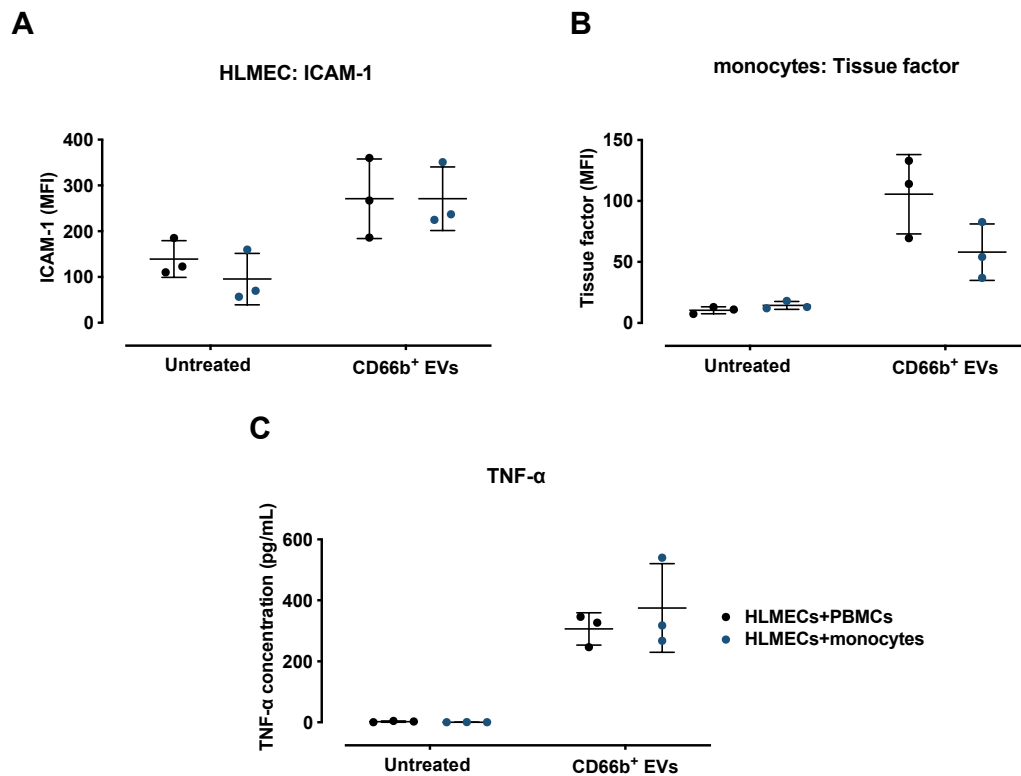 A
HLMEC: ICAM-1
ICAM-1 (MFI)
400
300
200
100
0
Untreated
CD66b⁺ EVs
B
monocytes: Tissue factor
Tissue factor (MFI)
150
100
50
0
Untreated
CD66b⁺ EVs
C
TNF-α
TNF-α concentration (pg/mL)
600
400
200
0
Untreated
CD66b⁺ EVs
HLMECs+PBMCs
HLMECs+monocytes